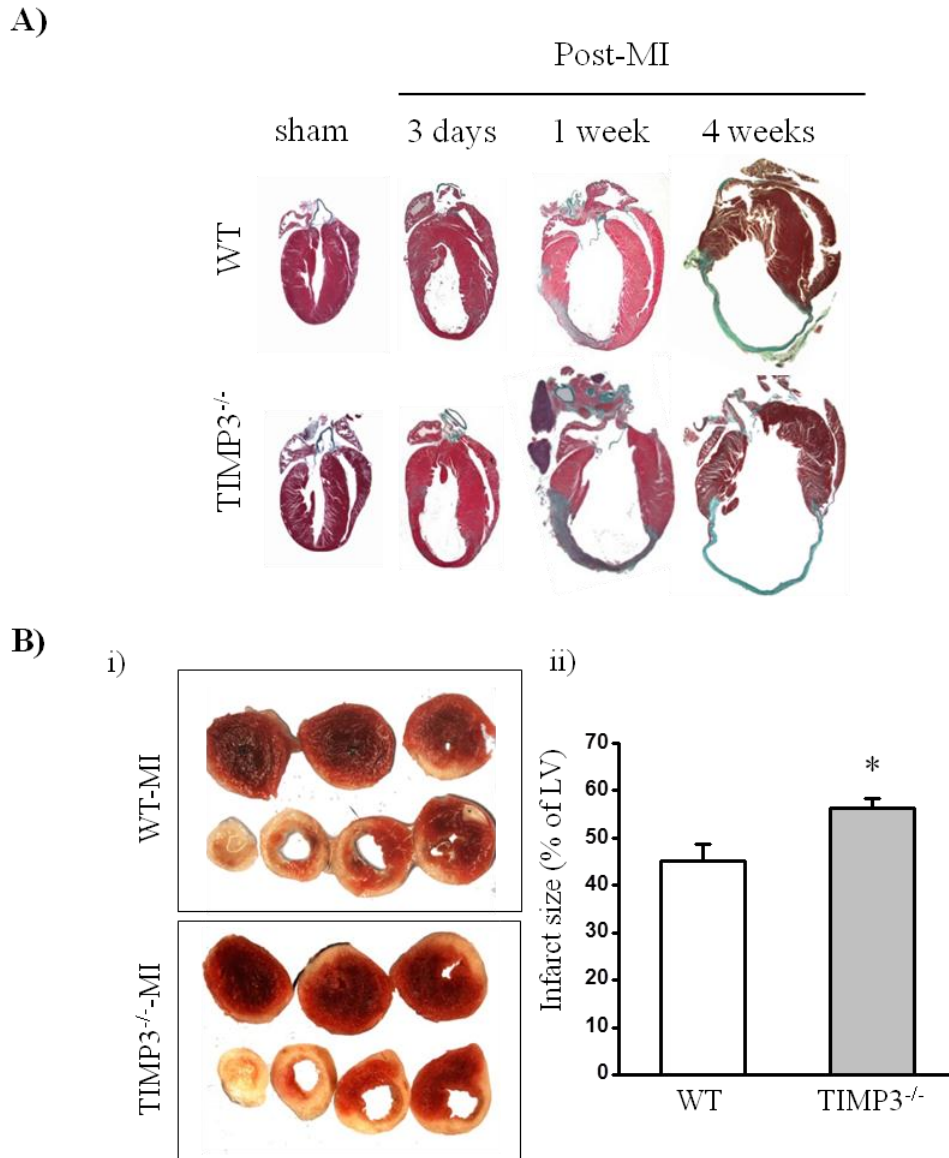 A)
Post-MI
sham 3 days 1 week 4 weeks
WT
TIMP3-/-
B)
i)
WT-MI
TIMP3-/--MI
ii)
Infarct size (% of LV)
70
60
50
40
30
20
10
0
*
WT TIMP3-/-